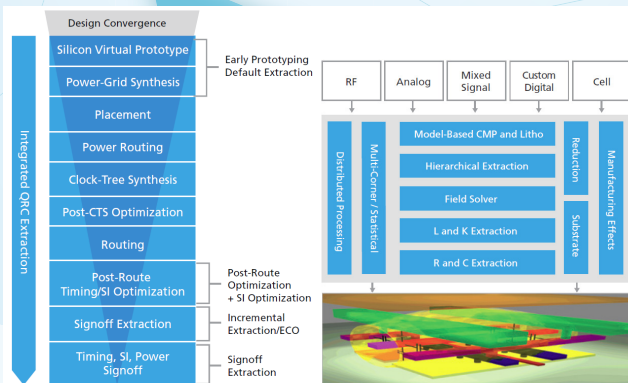 Design Convergence
Integrated QRC Extraction
Silicon Virtual Prototype
Power-Grid Synthesis
Placement
Power Routing
Clock-Tree Synthesis
Post-CTS Optimization
Routing
Post-Route
Timing/SI Optimization
Signoff Extraction
Timing, SI, Power
Signoff
Early Prototyping
Default Extraction
Post-Route
Optimization
+ SI Optimization
Incremental
Extraction/ECO
Signoff
Extraction
RF
Analog
Mixed
Signal
Custom
Digital
Cell
Distributed Processing
Multi-Corner / Statistical
Model-Based CMP and Litho
Hierarchical Extraction
Field Solver
L and K Extraction
R and C Extraction
Reduction
Substrate
Manufacturing Effects